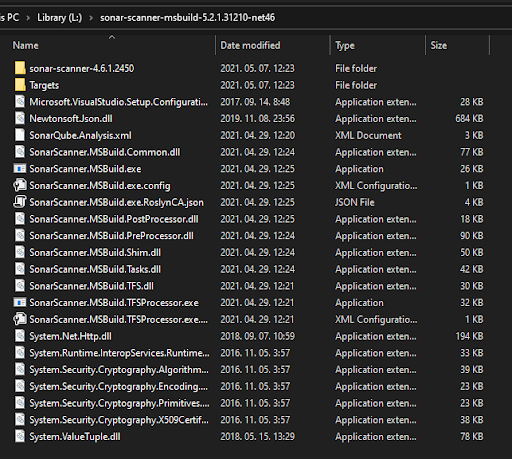 is PC › Library (L:) › sonar-scanner-msbuild-5.2.1.31210-net46
Name Date modified Type Size
sonar-scanner-4.6.1.2450 2021. 05. 07. 12:23 File folder
Targets 2021. 05. 07. 12:23 File folder
Microsoft.VisualStudio.Setup.Configurati... 2017. 09. 14. 8:48 Application exten... 28 KB
Newtonsoft.Json.dll 2019. 11. 08. 23:56 Application exten... 684 KB
SonarQube.Analysis.xml 2021. 04. 29. 12:20 XML Document 3 KB
SonarScanner.MSBuild.Common.dll 2021. 04. 29. 12:24 Application exten... 77 KB
SonarScanner.MSBuild.exe 2021. 04. 29. 12:25 Application 26 KB
SonarScanner.MSBuild.exe.config 2021. 04. 29. 12:25 XML Configuratio... 1 KB
SonarScanner.MSBuild.exe.RoslynCA.json 2021. 04. 29. 12:25 JSON File 4 KB
SonarScanner.MSBuild.PostProcessor.dll 2021. 04. 29. 12:24 Application exten... 18 KB
SonarScanner.MSBuild.PreProcessor.dll 2021. 04. 29. 12:24 Application exten... 90 KB
SonarScanner.MSBuild.Shim.dll 2021. 04. 29. 12:24 Application exten... 50 KB
SonarScanner.MSBuild.Tasks.dll 2021. 04. 29. 12:24 Application exten... 42 KB
SonarScanner.MSBuild.TFS.dll 2021. 04. 29. 12:21 Application exten... 30 KB
SonarScanner.MSBuild.TFSProcessor.exe 2021. 04. 29. 12:21 Application 32 KB
SonarScanner.MSBuild.TFSProcessor.exe.... 2021. 04. 29. 12:21 XML Configuratio... 1 KB
System.Net.Http.dll 2018. 09. 07. 10:59 Application exten... 194 KB
System.Runtime.InteropServices.Runtime... 2016. 11. 05. 3:57 Application exten... 33 KB
System.Security.Cryptography.Algorithm... 2016. 11. 05. 3:57 Application exten... 39 KB
System.Security.Cryptography.Encoding.... 2016. 11. 05. 3:57 Application exten... 23 KB
System.Security.Cryptography.Primitives.... 2016. 11. 05. 3:57 Application exten... 23 KB
System.Security.Cryptography.X509Certif... 2016. 11. 05. 3:57 Application exten... 38 KB
System.ValueTuple.dll 2018. 05. 15. 13:29 Application exten... 78 KB